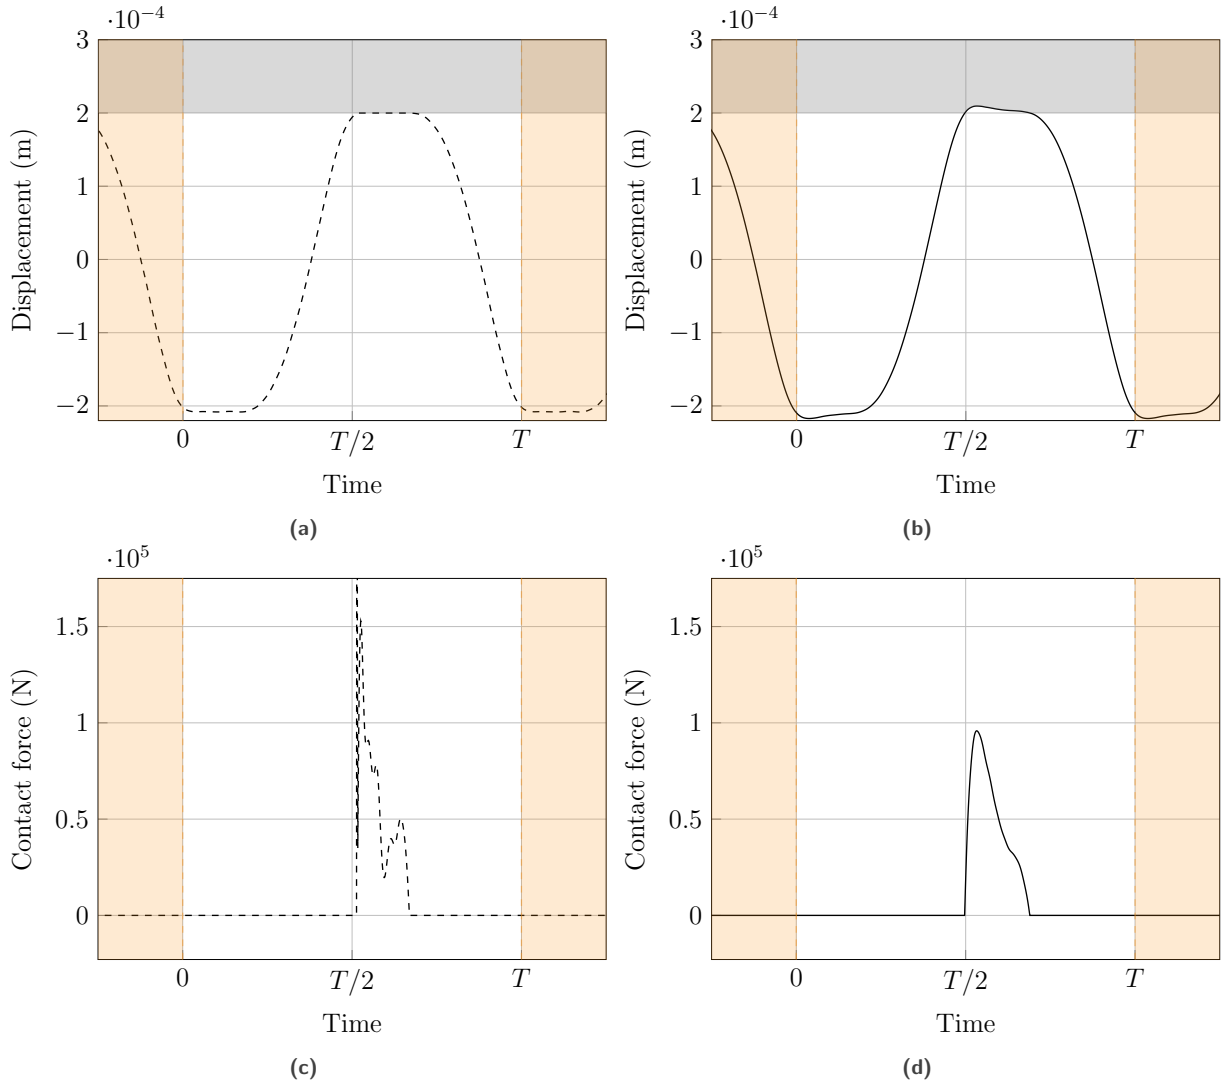 ·10⁻⁴
3
2
1
0
−1
−2
Displacement (m)
0
T/2
T
Time
(a)
·10⁻⁴
3
2
1
0
−1
−2
Displacement (m)
0
T/2
T
Time
(b)
·10⁵
1.5
1
0.5
0
Contact force (N)
0
T/2
T
Time
(c)
·10⁵
1.5
1
0.5
0
Contact force (N)
0
T/2
T
Time
(d)